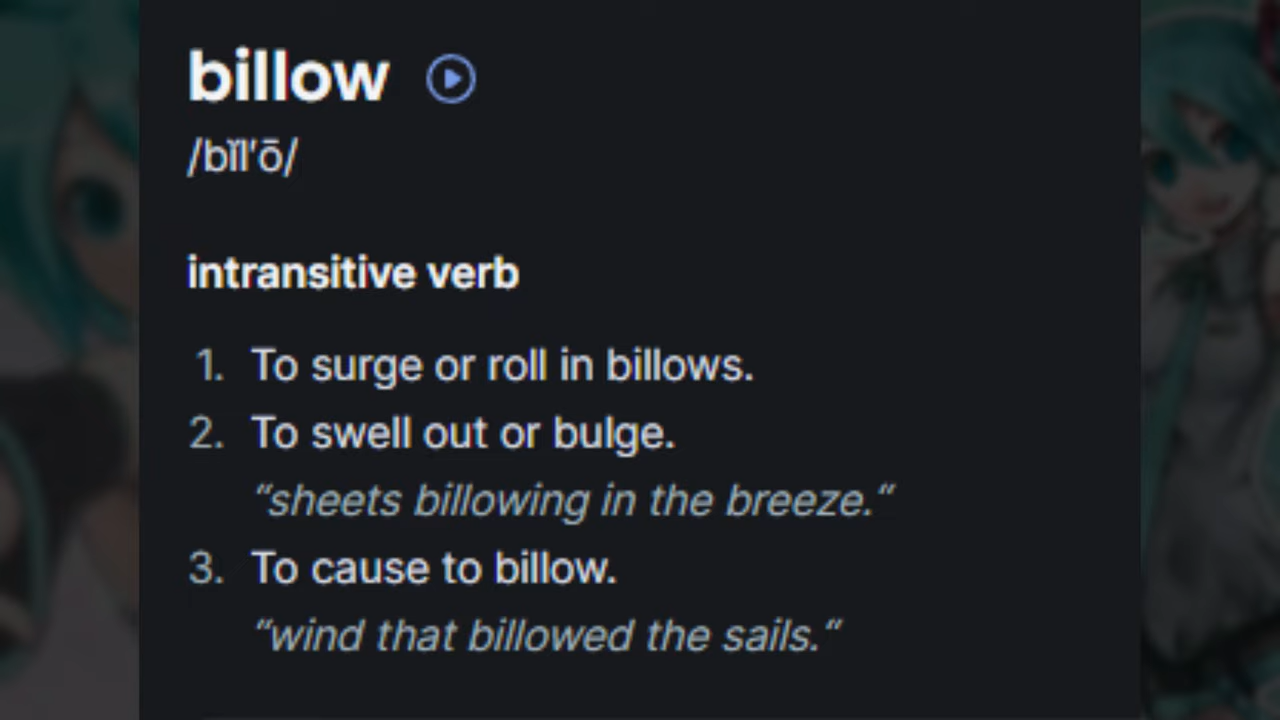 billow
/bĭl′ō/
intransitive verb
1. To surge or roll in billows.
2. To swell out or bulge.
“sheets billowing in the breeze.“
3. To cause to billow.
“wind that billowed the sails.“